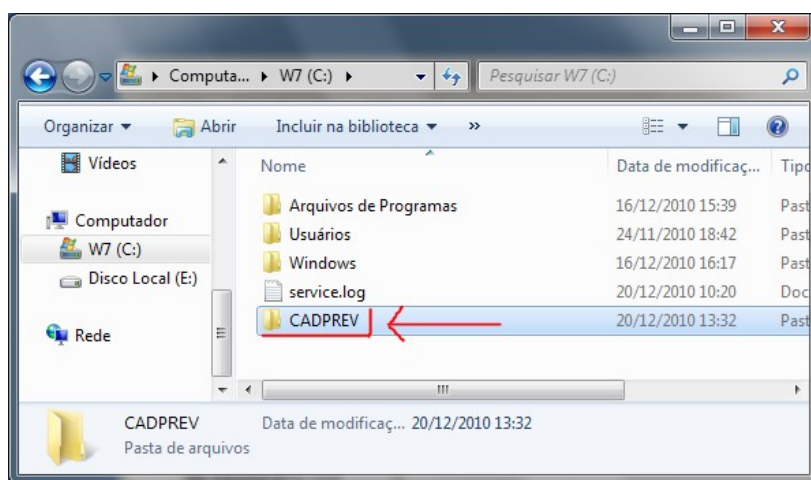 Computa... W7 (C:)
Pesquisar W7 (C:)
Organizar Abrir Incluir na biblioteca »
Vídeos
Computador
W7 (C:)
Disco Local (E:)
Rede
Nome Data de modificaç... Tipo
Arquivos de Programas 16/12/2010 15:39 Past
Usuários 24/11/2010 18:42 Past
Windows 16/12/2010 16:17 Past
service.log 20/12/2010 10:20 Doc
CADPREV 20/12/2010 13:32 Past
CADPREV Data de modificaç... 20/12/2010 13:32
Pasta de arquivos